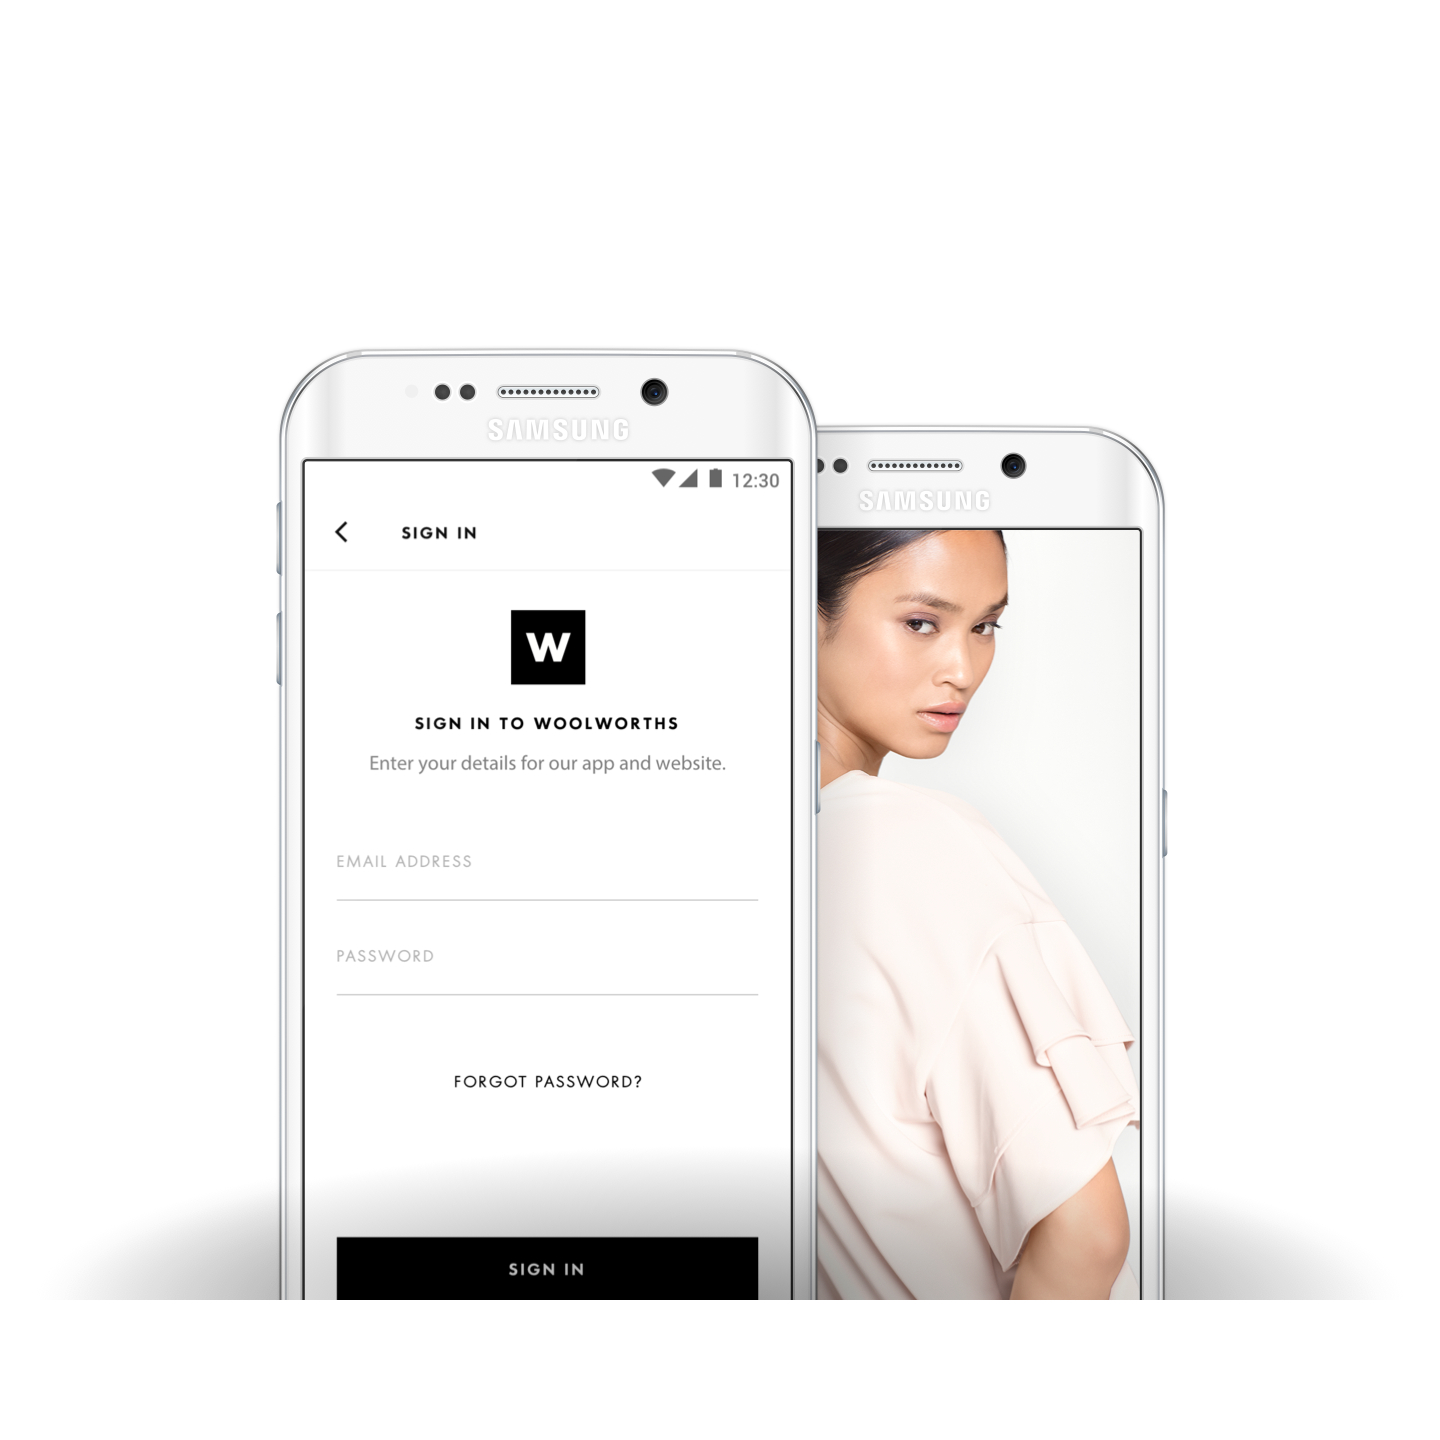 SAMSUNG
12:30
SIGN IN
W
SIGN IN TO WOOLWORTHS
Enter your details for our app and website.
EMAIL ADDRESS
PASSWORD
FORGOT PASSWORD?
SIGN IN
SAMSUNG